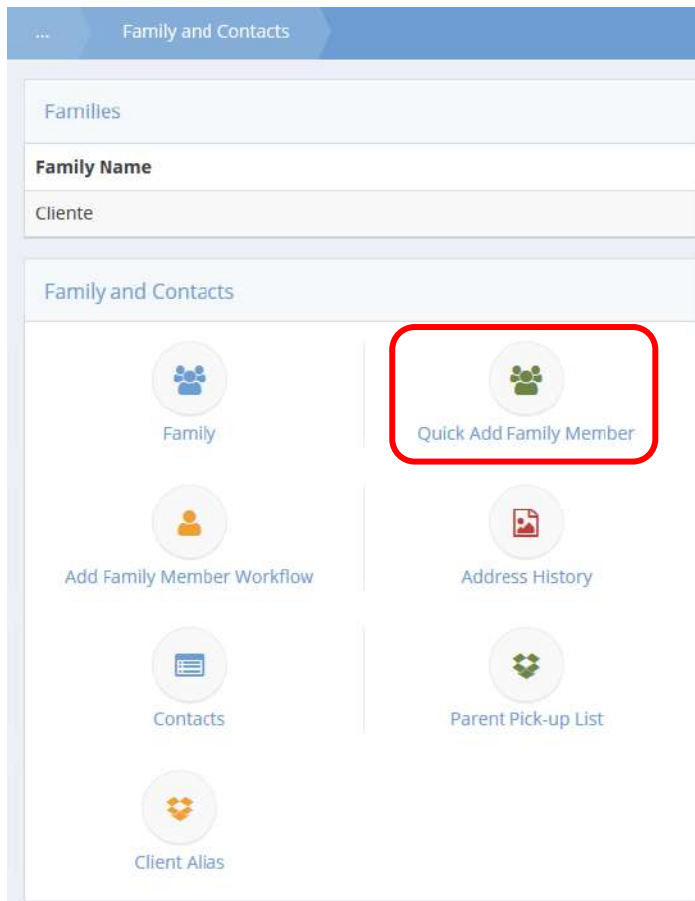 ... Family and Contacts
Families
Family Name
Cliente
Family and Contacts
Family Quick Add Family Member
Add Family Member Workflow Address History
Contacts Parent Pick-up List
Client Alias